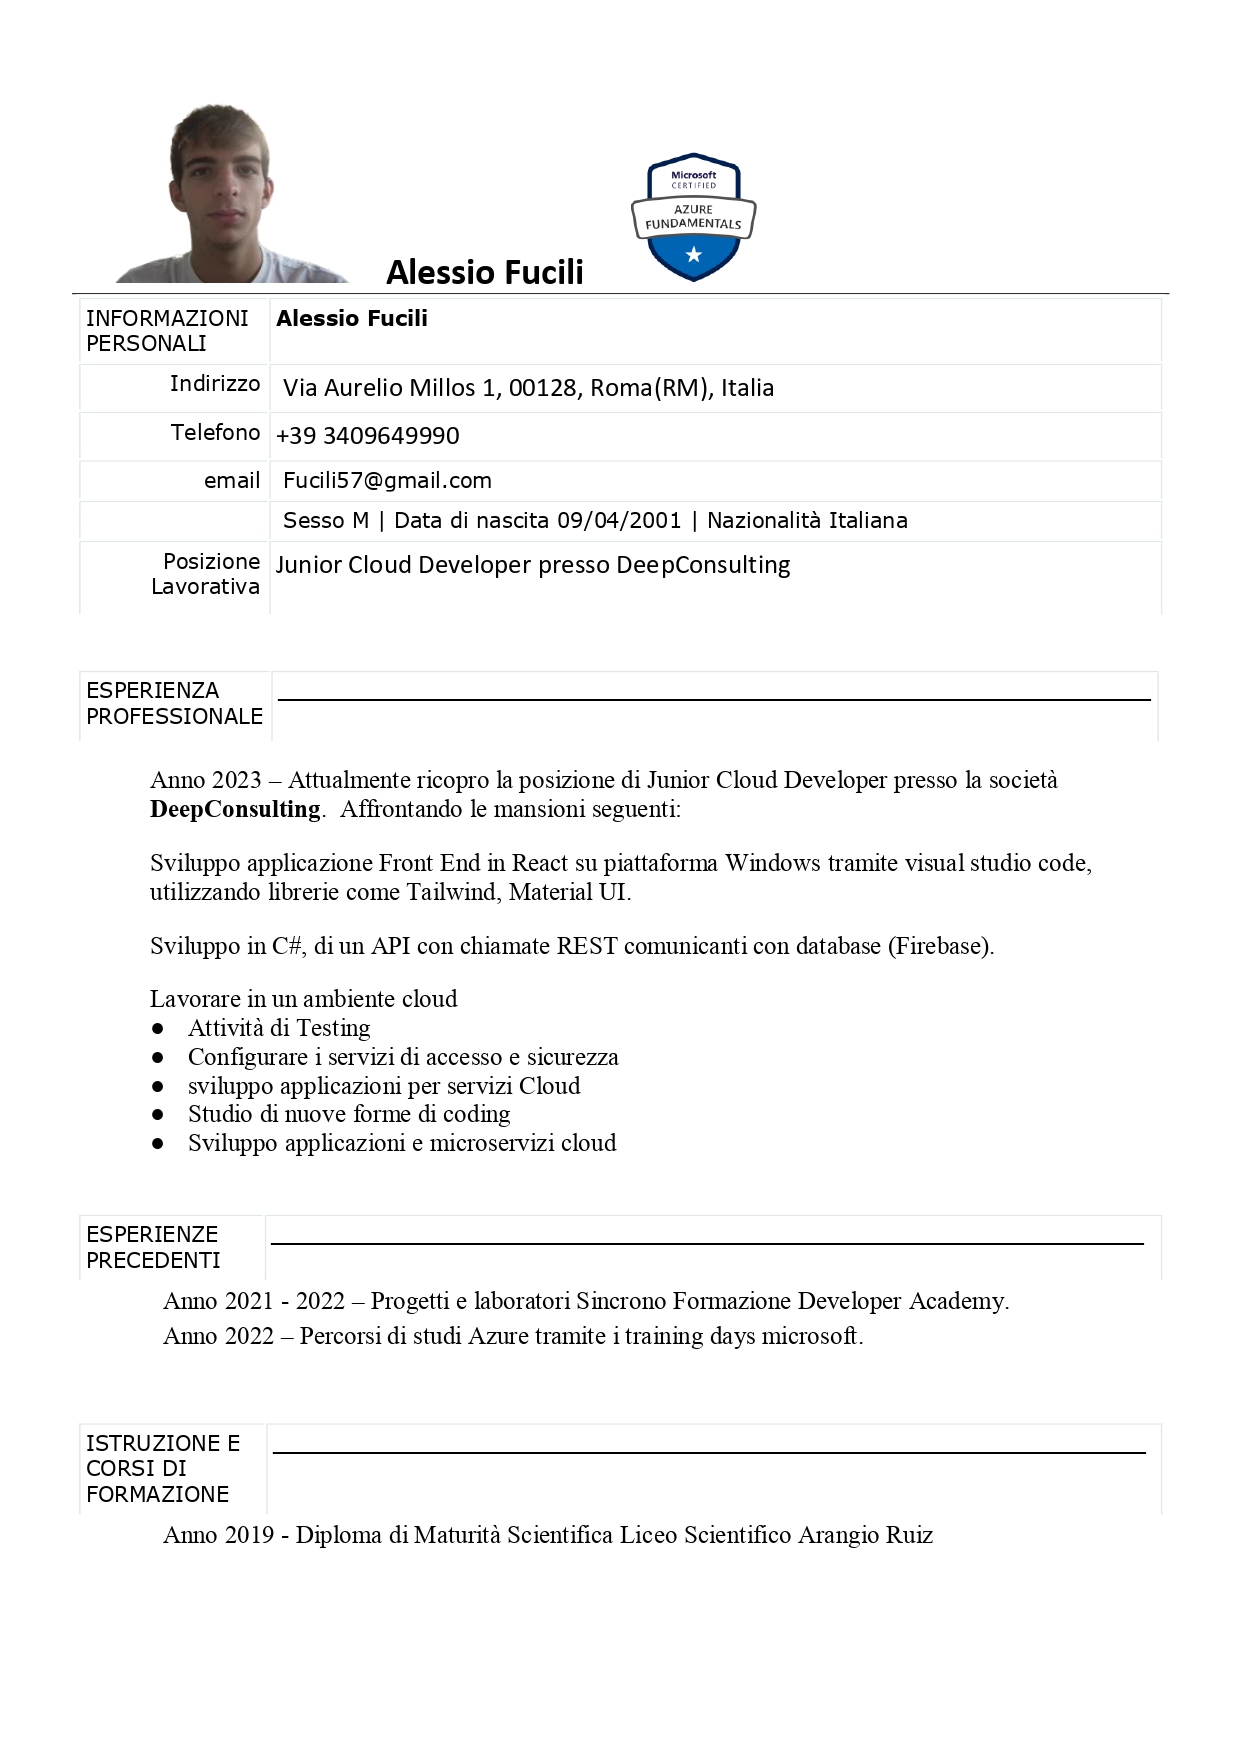 Microsoft
CERTIFIED
AZURE
FUNDAMENTALS
Alessio Fucili
INFORMAZIONI
PERSONALI
Alessio Fucili
Indirizzo
Via Aurelio Millos 1, 00128, Roma(RM), Italia
Telefono
+39 3409649990
email
Fucili57@gmail.com
Sesso M | Data di nascita 09/04/2001 | Nazionalità Italiana
Posizione
Lavorativa
Junior Cloud Developer presso DeepConsulting
ESPERIENZA
PROFESSIONALE
Anno 2023 – Attualmente ricopro la posizione di Junior Cloud Developer presso la società
DeepConsulting.  Affrontando le mansioni seguenti:
Sviluppo applicazione Front End in React su piattaforma Windows tramite visual studio code,
utilizzando librerie come Tailwind, Material UI.
Sviluppo in C#, di un API con chiamate REST comunicanti con database (Firebase).
Lavorare in un ambiente cloud
● Attività di Testing
● Configurare i servizi di accesso e sicurezza
● sviluppo applicazioni per servizi Cloud
● Studio di nuove forme di coding
● Sviluppo applicazioni e microservizi cloud
ESPERIENZE
PRECEDENTI
Anno 2021 - 2022 – Progetti e laboratori Sincrono Formazione Developer Academy.
Anno 2022 – Percorsi di studi Azure tramite i training days microsoft.
ISTRUZIONE E
CORSI DI
FORMAZIONE
Anno 2019 - Diploma di Maturità Scientifica Liceo Scientifico Arangio Ruiz